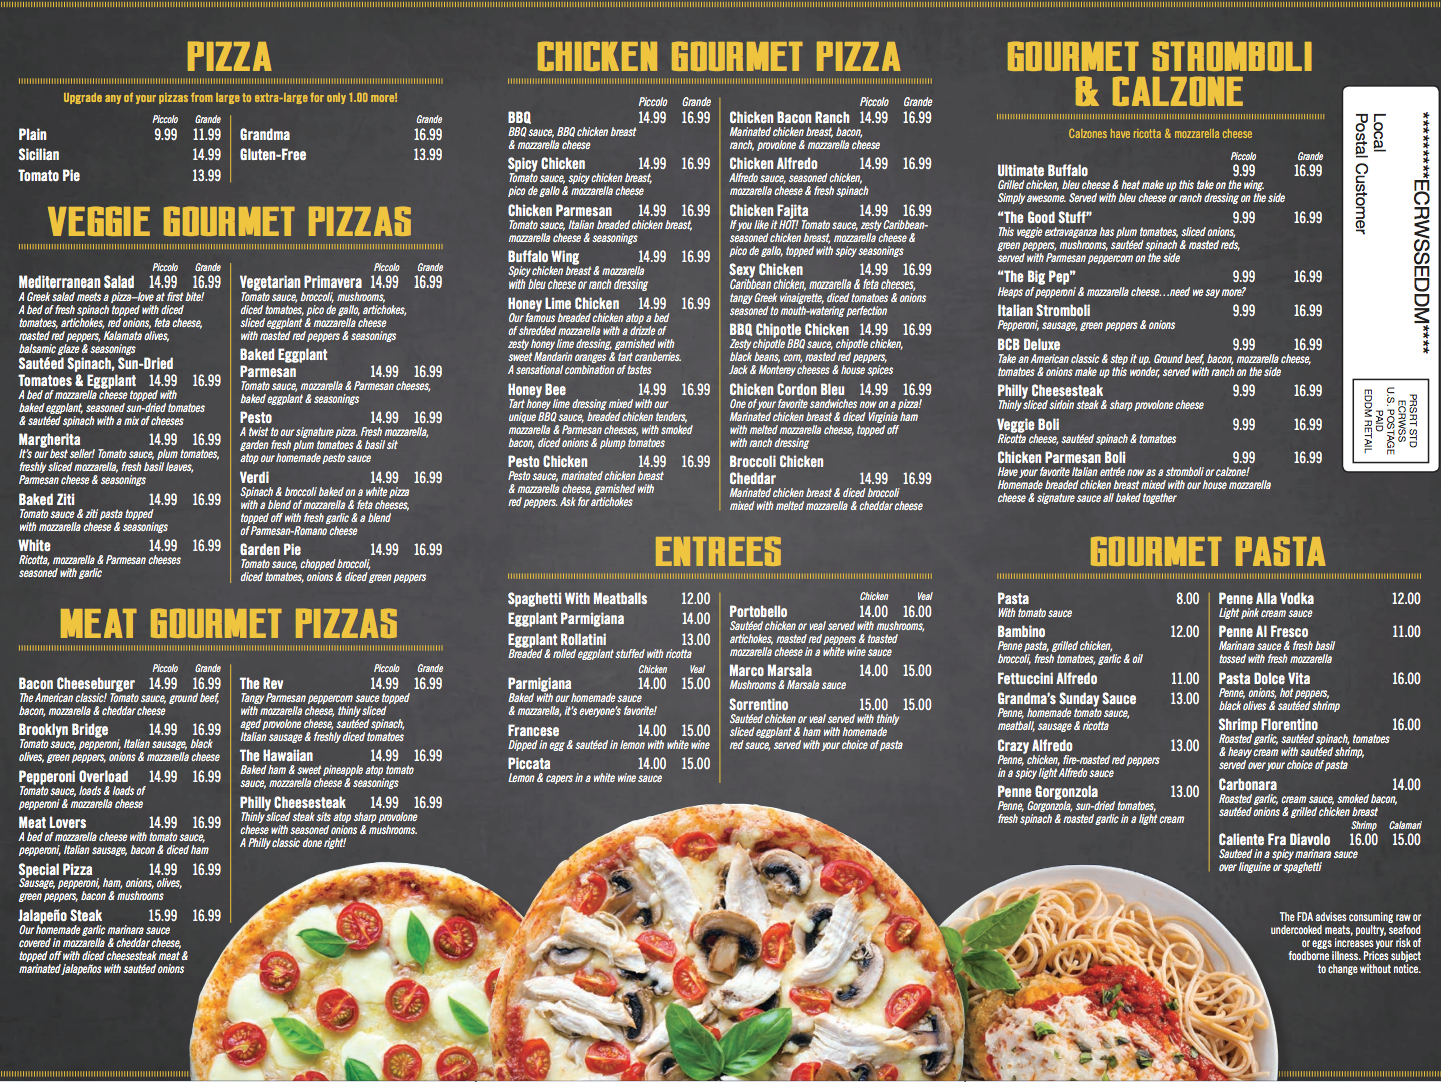 PIZZA
Upgrade any of your pizzas from large to extra-large for only 1.00 more!
Piccolo Grande
Plain 9.99 11.99
Sicilian 14.99
Tomato Pie 13.99
Grande
Grandma 16.99
Gluten-Free 13.99
VEGGIE GOURMET PIZZAS
Piccolo Grande
Mediterranean Salad 14.99 16.99
A Greek salad meets a pizza–love at first bite!
A bed of fresh spinach topped with diced
tomatoes, artichokes, red onions, feta cheese,
roasted red peppers, Kalamata olives,
balsamic glaze & seasonings
Sautéed Spinach, Sun-Dried
Tomatoes & Eggplant 14.99 16.99
A bed of mozzarella cheese topped with
baked eggplant, seasoned sun-dried tomatoes
& sautéed spinach with a mix of cheeses
Margherita 14.99 16.99
It's our best seller! Tomato sauce, plum tomatoes,
freshly sliced mozzarella, fresh basil leaves,
Parmesan cheese & seasonings
Baked Ziti 14.99 16.99
Tomato sauce & ziti pasta topped
with mozzarella cheese & seasonings
White 14.99 16.99
Ricotta, mozzarella & Parmesan cheeses
seasoned with garlic
Piccolo Grande
Vegetarian Primavera 14.99 16.99
Tomato sauce, broccoli, mushrooms,
diced tomatoes, pico de gallo, artichokes,
sliced eggplant & mozzarella cheese
with roasted red peppers & seasonings
Baked Eggplant
Parmesan 14.99 16.99
Tomato sauce, mozzarella & Parmesan cheeses,
baked eggplant & seasonings
Pesto 14.99 16.99
A twist to our signature pizza. Fresh mozzarella,
garden fresh plum tomatoes & basil sit
atop our homemade pesto sauce
Verdi 14.99 16.99
Spinach & broccoli baked on a white pizza
with a blend of mozzarella & feta cheeses,
topped off with fresh garlic & a blend
of Parmesan-Romano cheese
Garden Pie 14.99 16.99
Tomato sauce, chopped broccoli,
diced tomatoes, onions & diced green peppers
MEAT GOURMET PIZZAS
Piccolo Grande
Bacon Cheeseburger 14.99 16.99
The American classic! Tomato sauce, ground beef,
bacon, mozzarella & cheddar cheese
Brooklyn Bridge 14.99 16.99
Tomato sauce, pepperoni, Italian sausage, black
olives, green peppers, onions & mozzarella cheese
Pepperoni Overload 14.99 16.99
Tomato sauce, loads & loads of
pepperoni & mozzarella cheese
Meat Lovers 14.99 16.99
A bed of mozzarella cheese with tomato sauce,
pepperoni, Italian sausage, bacon & diced ham
Special Pizza 14.99 16.99
Sausage, pepperoni, ham, onions, olives,
green peppers, bacon & mushrooms
Jalapeño Steak 15.99 16.99
Our homemade garlic marinara sauce
covered in mozzarella & cheddar cheese,
topped off with diced cheesesteak meat &
marinated jalapeños with sautéed onions
Piccolo Grande
The Rev 14.99 16.99
Tangy Parmesan peppercorn sauce topped
with mozzarella cheese, thinly sliced
aged provolone cheese, sautéed spinach,
Italian sausage & freshly diced tomatoes
The Hawaiian 14.99 16.99
Baked ham & sweet pineapple atop tomato
sauce, mozzarella cheese & seasonings
Philly Cheesesteak 14.99 16.99
Thinly sliced steak sits atop sharp provolone
cheese with seasoned onions & mushrooms.
A Philly classic done right!
CHICKEN GOURMET PIZZA
Piccolo Grande
BBQ 14.99 16.99
BBQ sauce, BBQ chicken breast
& mozzarella cheese
Spicy Chicken 14.99 16.99
Tomato sauce, spicy chicken breast,
pico de gallo & mozzarella cheese
Chicken Parmesan 14.99 16.99
Tomato sauce, Italian breaded chicken breast,
mozzarella cheese & seasonings
Buffalo Wing 14.99 16.99
Spicy chicken breast & mozzarella
with bleu cheese or ranch dressing
Honey Lime Chicken 14.99 16.99
Our famous breaded chicken atop a bed
of shredded mozzarella with a drizzle of
zesty honey lime dressing, garnished with
sweet Mandarin oranges & tart cranberries.
A sensational combination of tastes
Honey Bee 14.99 16.99
Tart honey lime dressing mixed with our
unique BBQ sauce, breaded chicken tenders,
mozzarella & Parmesan cheeses, with smoked
bacon, diced onions & plump tomatoes
Pesto Chicken 14.99 16.99
Pesto sauce, marinated chicken breast
& mozzarella cheese, garnished with
red peppers. Ask for artichokes
Piccolo Grande
Chicken Bacon Ranch 14.99 16.99
Marinated chicken breast, bacon,
ranch, provolone & mozzarella cheese
Chicken Alfredo 14.99 16.99
Alfredo sauce, seasoned chicken,
mozzarella cheese & fresh spinach
Chicken Fajita 14.99 16.99
If you like it HOT! Tomato sauce, zesty Caribbean-
seasoned chicken breast, mozzarella cheese &
pico de gallo, topped with spicy seasonings
Sexy Chicken 14.99 16.99
Caribbean chicken, mozzarella & feta cheeses,
tangy Greek vinaigrette, diced tomatoes & onions
seasoned to mouth-watering perfection
BBQ Chipotle Chicken 14.99 16.99
Zesty chipotle BBQ sauce, chipotle chicken,
black beans, corn, roasted red peppers,
Jack & Monterey cheeses & house spices
Chicken Cordon Bleu 14.99 16.99
One of your favorite sandwiches now on a pizza!
Marinated chicken breast & diced Virginia ham
with melted mozzarella cheese, topped off
with ranch dressing
Broccoli Chicken
Cheddar 14.99 16.99
Marinated chicken breast & diced broccoli
mixed with melted mozzarella & cheddar cheese
ENTREES
Spaghetti With Meatballs 12.00
Eggplant Parmigiana 14.00
Eggplant Rollatini 13.00
Breaded & rolled eggplant stuffed with ricotta
Chicken Veal
Parmigiana 14.00 15.00
Baked with our homemade sauce
& mozzarella, it's everyone's favorite!
Francese 14.00 15.00
Dipped in egg & sautéed in lemon with white wine
Piccata 14.00 15.00
Lemon & capers in a white wine sauce
Chicken Veal
Portobello 14.00 16.00
Sautéed chicken or veal served with mushrooms,
artichokes, roasted red peppers & toasted
mozzarella cheese in a white wine sauce
Marco Marsala 14.00 15.00
Mushrooms & Marsala sauce
Sorrentino 15.00 15.00
Sautéed chicken or veal served with thinly
sliced eggplant & ham with homemade
red sauce, served with your choice of pasta
GOURMET STROMBOLI
& CALZONE
Calzones have ricotta & mozzarella cheese
Piccolo Grande
Ultimate Buffalo 9.99 16.99
Grilled chicken, bleu cheese & heat make up this take on the wing.
Simply awesome. Served with bleu cheese or ranch dressing on the side
“The Good Stuff” 9.99 16.99
This veggie extravaganza has plum tomatoes, sliced onions,
green peppers, mushrooms, sautéed spinach & roasted reds,
served with Parmesan peppercorn on the side
“The Big Pep” 9.99 16.99
Heaps of pepperoni & mozzarella cheese…need we say more?
Italian Stromboli 9.99 16.99
Pepperoni, sausage, green peppers & onions
BCB Deluxe 9.99 16.99
Take an American classic & step it up. Ground beef, bacon, mozzarella cheese,
tomatoes & onions make up this wonder, served with ranch on the side
Philly Cheesesteak 9.99 16.99
Thinly sliced sirloin steak & sharp provolone cheese
Veggie Boli 9.99 16.99
Ricotta cheese, sautéed spinach & tomatoes
Chicken Parmesan Boli 9.99 16.99
Have your favorite Italian entrée now as a stromboli or calzone!
Homemade breaded chicken breast mixed with our house mozzarella
cheese & signature sauce all baked together
GOURMET PASTA
Pasta 8.00
With tomato sauce
Bambino 12.00
Penne pasta, grilled chicken,
broccoli, fresh tomatoes, garlic & oil
Fettuccini Alfredo 11.00
Grandma's Sunday Sauce 13.00
Penne, homemade tomato sauce,
meatball, sausage & ricotta
Crazy Alfredo 13.00
Penne, chicken, fire-roasted red peppers
in a spicy light Alfredo sauce
Penne Gorgonzola 13.00
Penne, Gorgonzola, sun-dried tomatoes,
fresh spinach & roasted garlic in a light cream
Penne Alla Vodka 12.00
Light pink cream sauce
Penne Al Fresco 11.00
Marinara sauce & fresh basil
tossed with fresh mozzarella
Pasta Dolce Vita 16.00
Penne, onions, hot peppers,
black olives & sautéed shrimp
Shrimp Florentino 16.00
Roasted garlic, sautéed spinach, tomatoes
& heavy cream with sautéed shrimp,
served over your choice of pasta
Carbonara 14.00
Roasted garlic, cream sauce, smoked bacon,
sautéed onions & grilled chicken breast
Shrimp Calamari
Caliente Fra Diavolo 16.00 15.00
Sauteed in a spicy marinara sauce
over linguine or spaghetti
The FDA advises consuming raw or
undercooked meats, poultry, seafood
or eggs increases your risk of
foodborne illness. Prices subject
to change without notice.
*********ECRWSSEDDM****
Local
Postal Customer
PRSRT STD
ECRWSS
U.S. POSTAGE
PAID
EDDM RETAIL